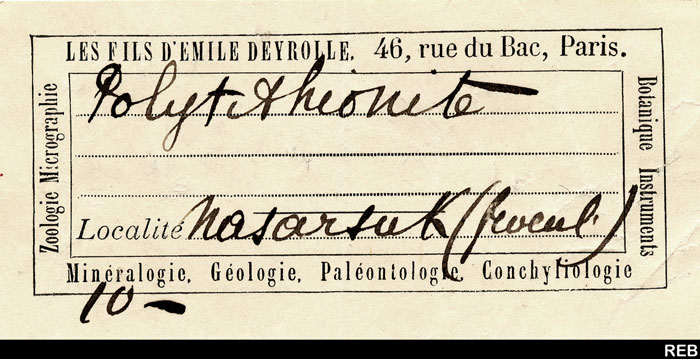 LES FILS D'EMILE DEYROLLE. 46, rue du Bac, Paris.
Zoologie Micrographie
Polytithionite
Localité Nasarsuk (Groenl.)
Botanique Instruments
Minéralogie, Géologie, Paléontologie, Conchyliologie
10 —
REB